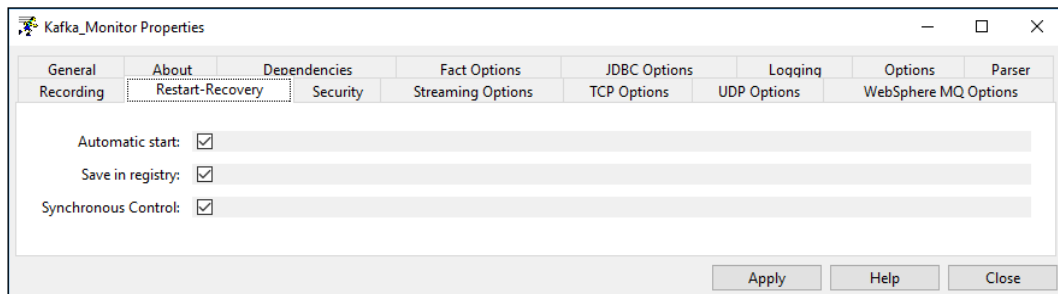 Kafka_Monitor Properties
General About Dependencies Fact Options JDBC Options Logging Options Parser
Recording Restart-Recovery Security Streaming Options TCP Options UDP Options WebSphere MQ Options
Automatic start:
Save in registry:
Synchronous Control:
Apply Help Close